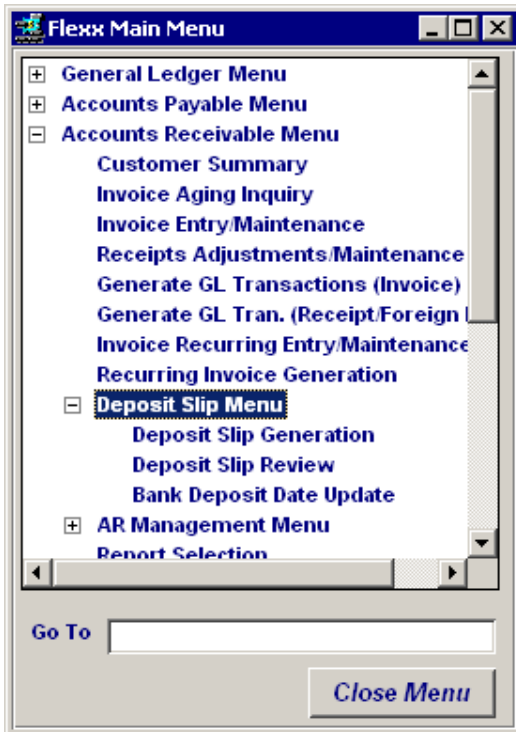 Flexx Main Menu
General Ledger Menu
Accounts Payable Menu
Accounts Receivable Menu
Customer Summary
Invoice Aging Inquiry
Invoice Entry/Maintenance
Receipts Adjustments/Maintenance
Generate GL Transactions (Invoice)
Generate GL Tran. (Receipt/Foreign
Invoice Recurring Entry/Maintenance
Recurring Invoice Generation
Deposit Slip Menu
Deposit Slip Generation
Deposit Slip Review
Bank Deposit Date Update
AR Management Menu
Report Selection
Go To
Close Menu